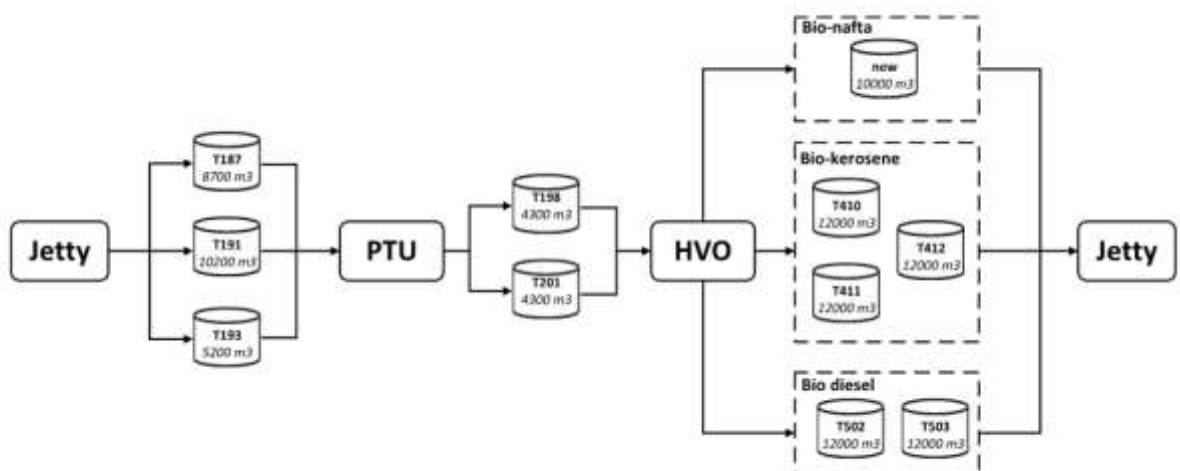 Jetty
T187
8700 m3
T191
10200 m3
T193
5200 m3
PTU
T198
4300 m3
T201
4300 m3
HVO
Bio-nafta
new
10000 m3
Bio-kerosene
T410
12000 m3
T411
12000 m3
T412
12000 m3
Bio diesel
T502
12000 m3
T503
12000 m3
Jetty